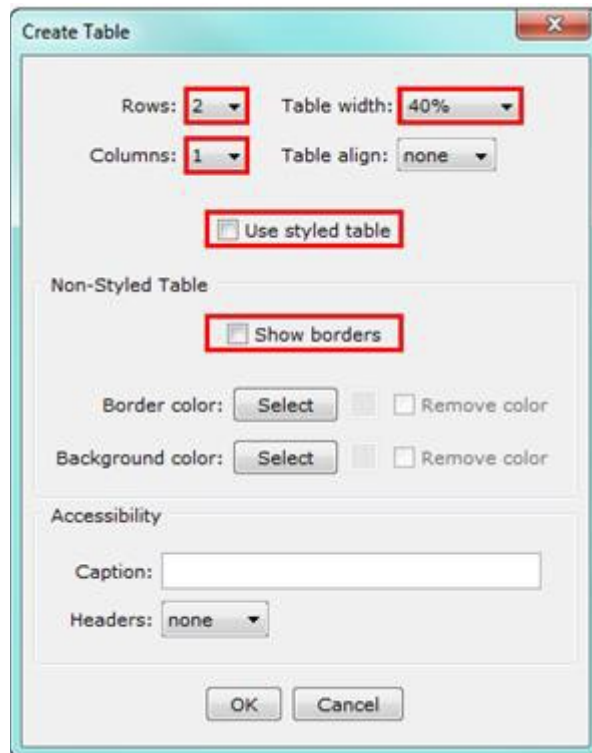 Create Table
Rows: 2 Table width: 40%
Columns: 1 Table align: none
Use styled table
Non-Styled Table
Show borders
Border color: Select Remove color
Background color: Select Remove color
Accessibility
Caption:
Headers: none
OK Cancel